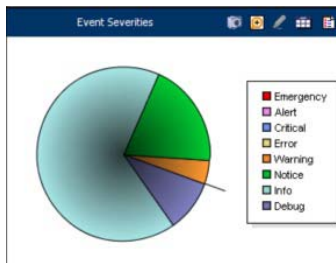 Event Severities
Emergency
Alert
Critical
Error
Warning
Notice
Info
Debug